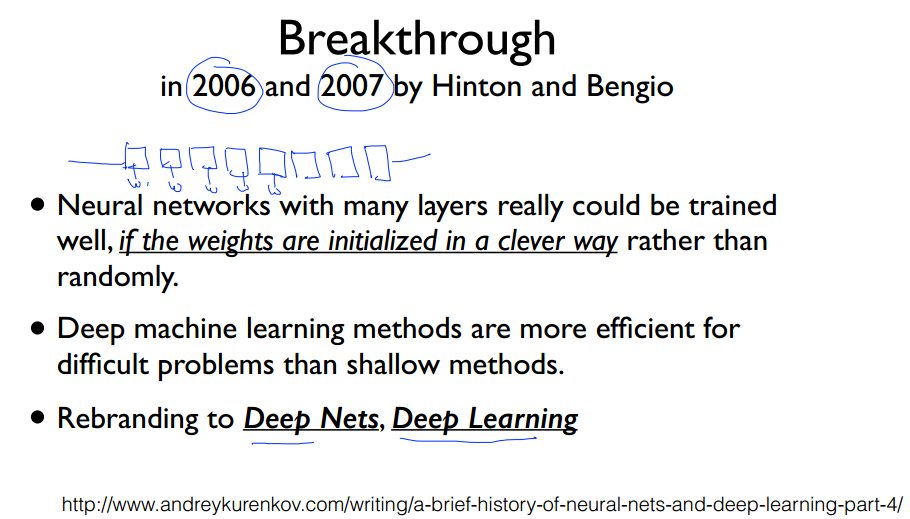 Breakthrough
in 2006 and 2007 by Hinton and Bengio
w. w w w w
• Neural networks with many layers really could be trained
well, if the weights are initialized in a clever way rather than
randomly.
• Deep machine learning methods are more efficient for
difficult problems than shallow methods.
• Rebranding to Deep Nets, Deep Learning
http://www.andreykurenkov.com/writing/a-brief-history-of-neural-nets-and-deep-learning-part-4/